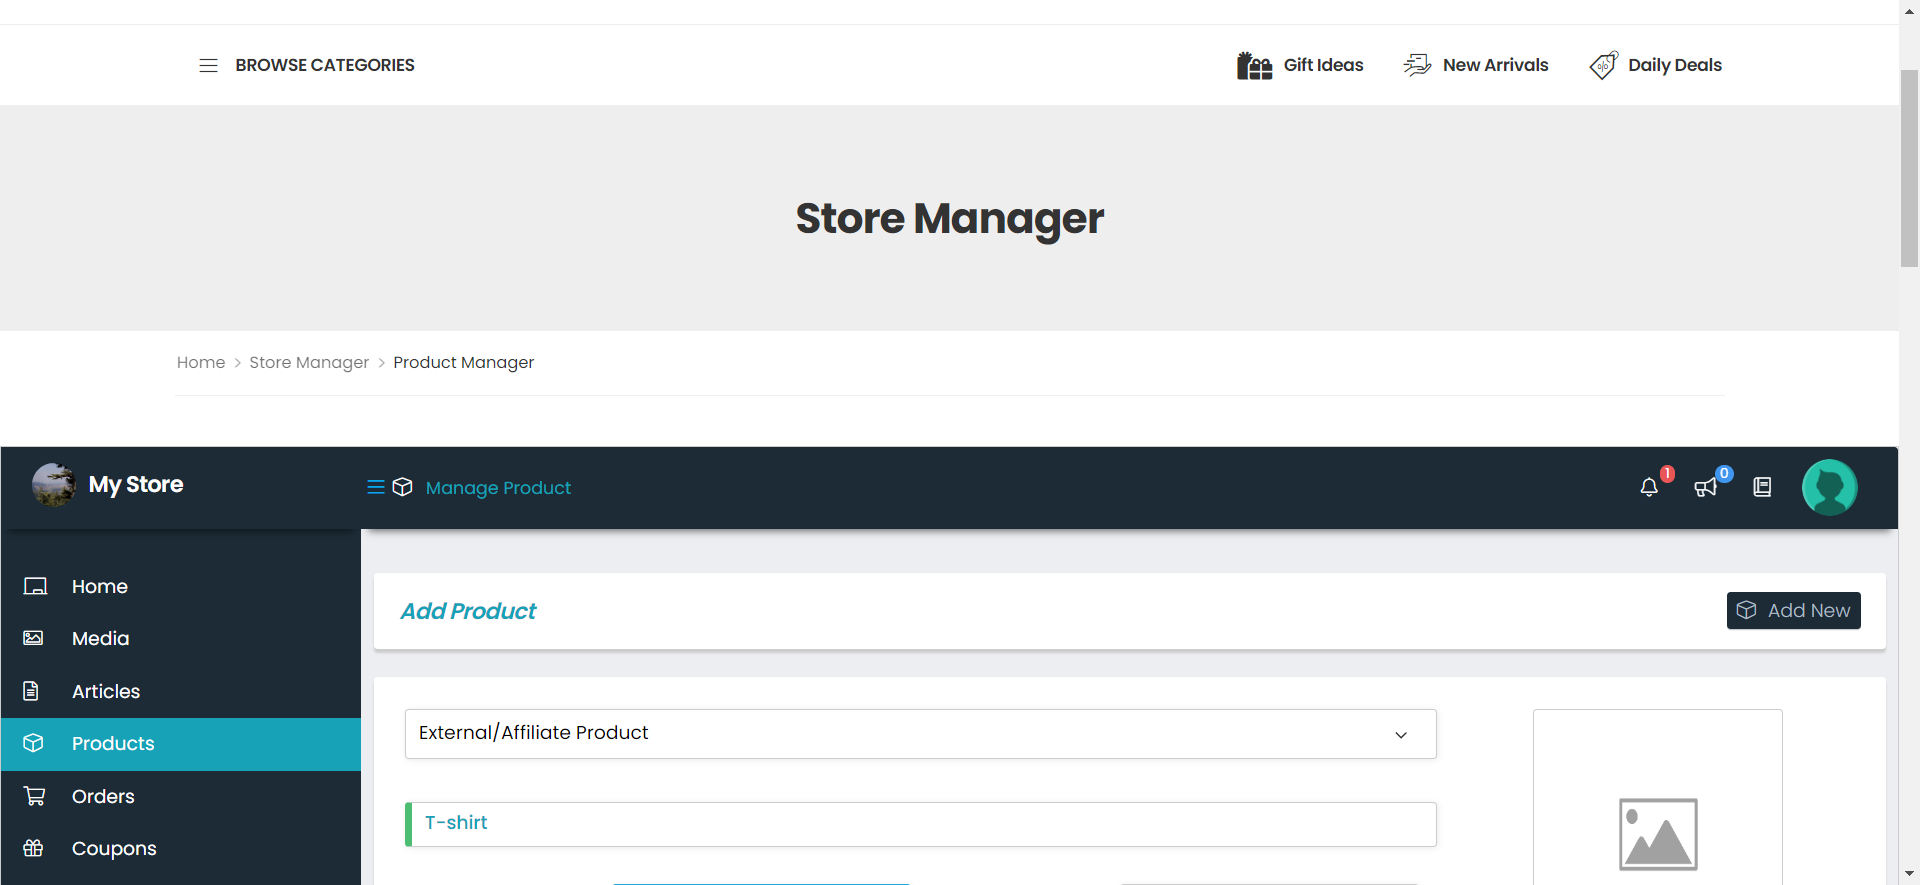 BROWSE CATEGORIES
Gift Ideas
New Arrivals
Daily Deals
Store Manager
Home > Store Manager > Product Manager
My Store
Manage Product
1
0
Home
Media
Articles
Products
Orders
Coupons
Add Product
Add New
External/Affiliate Product
T-shirt